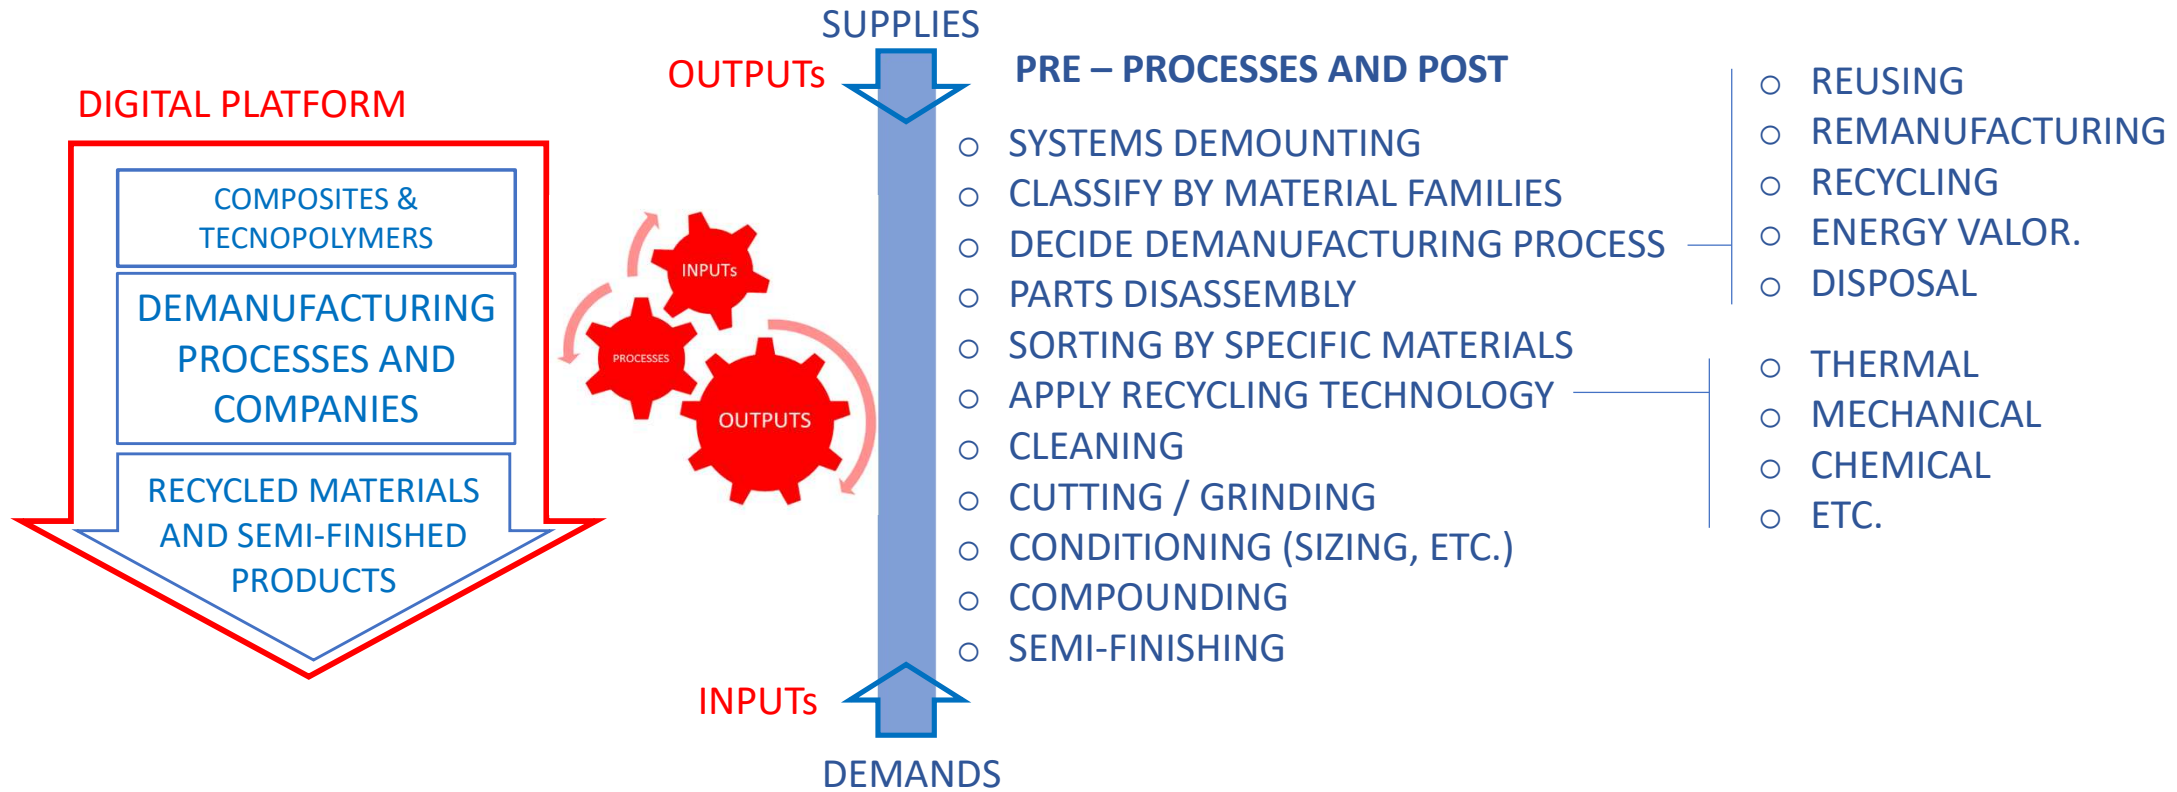 DIGITAL PLATFORM
COMPOSITES &
TECNOPOLYMERS
DEMANUFACTURING
PROCESSES AND
COMPANIES
RECYCLED MATERIALS
AND SEMI-FINISHED
PRODUCTS
INPUTs
PROCESSES
OUTPUTS
SUPPLIES
OUTPUTs
INPUTs
DEMANDS
PRE – PROCESSES AND POST
o SYSTEMS DEMOUNTING
o CLASSIFY BY MATERIAL FAMILIES
o DECIDE DEMANUFACTURING PROCESS
o PARTS DISASSEMBLY
o SORTING BY SPECIFIC MATERIALS
o APPLY RECYCLING TECHNOLOGY
o CLEANING
o CUTTING / GRINDING
o CONDITIONING (SIZING, ETC.)
o COMPOUNDING
o SEMI-FINISHING
o REUSING
o REMANUFACTURING
o RECYCLING
o ENERGY VALOR.
o DISPOSAL
o THERMAL
o MECHANICAL
o CHEMICAL
o ETC.